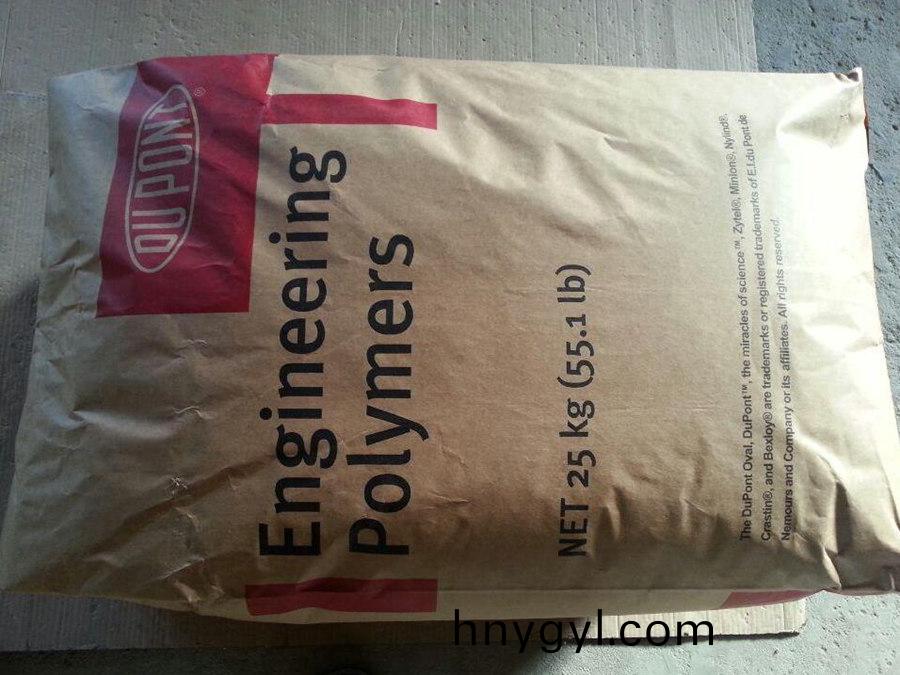 DUPONT®
Engineering
Polymers
NET 25 kg (55.1 lb)
The DuPont Oval, DuPont™, the miracles of science™, Zytel®, Minlon®, Nylind®,
Crastin®, and Bexloy® are trademarks or registered trademarks of E.I.du Pont de
Nemours and Company or its affiliates. All rights reserved.
hnygyl.com